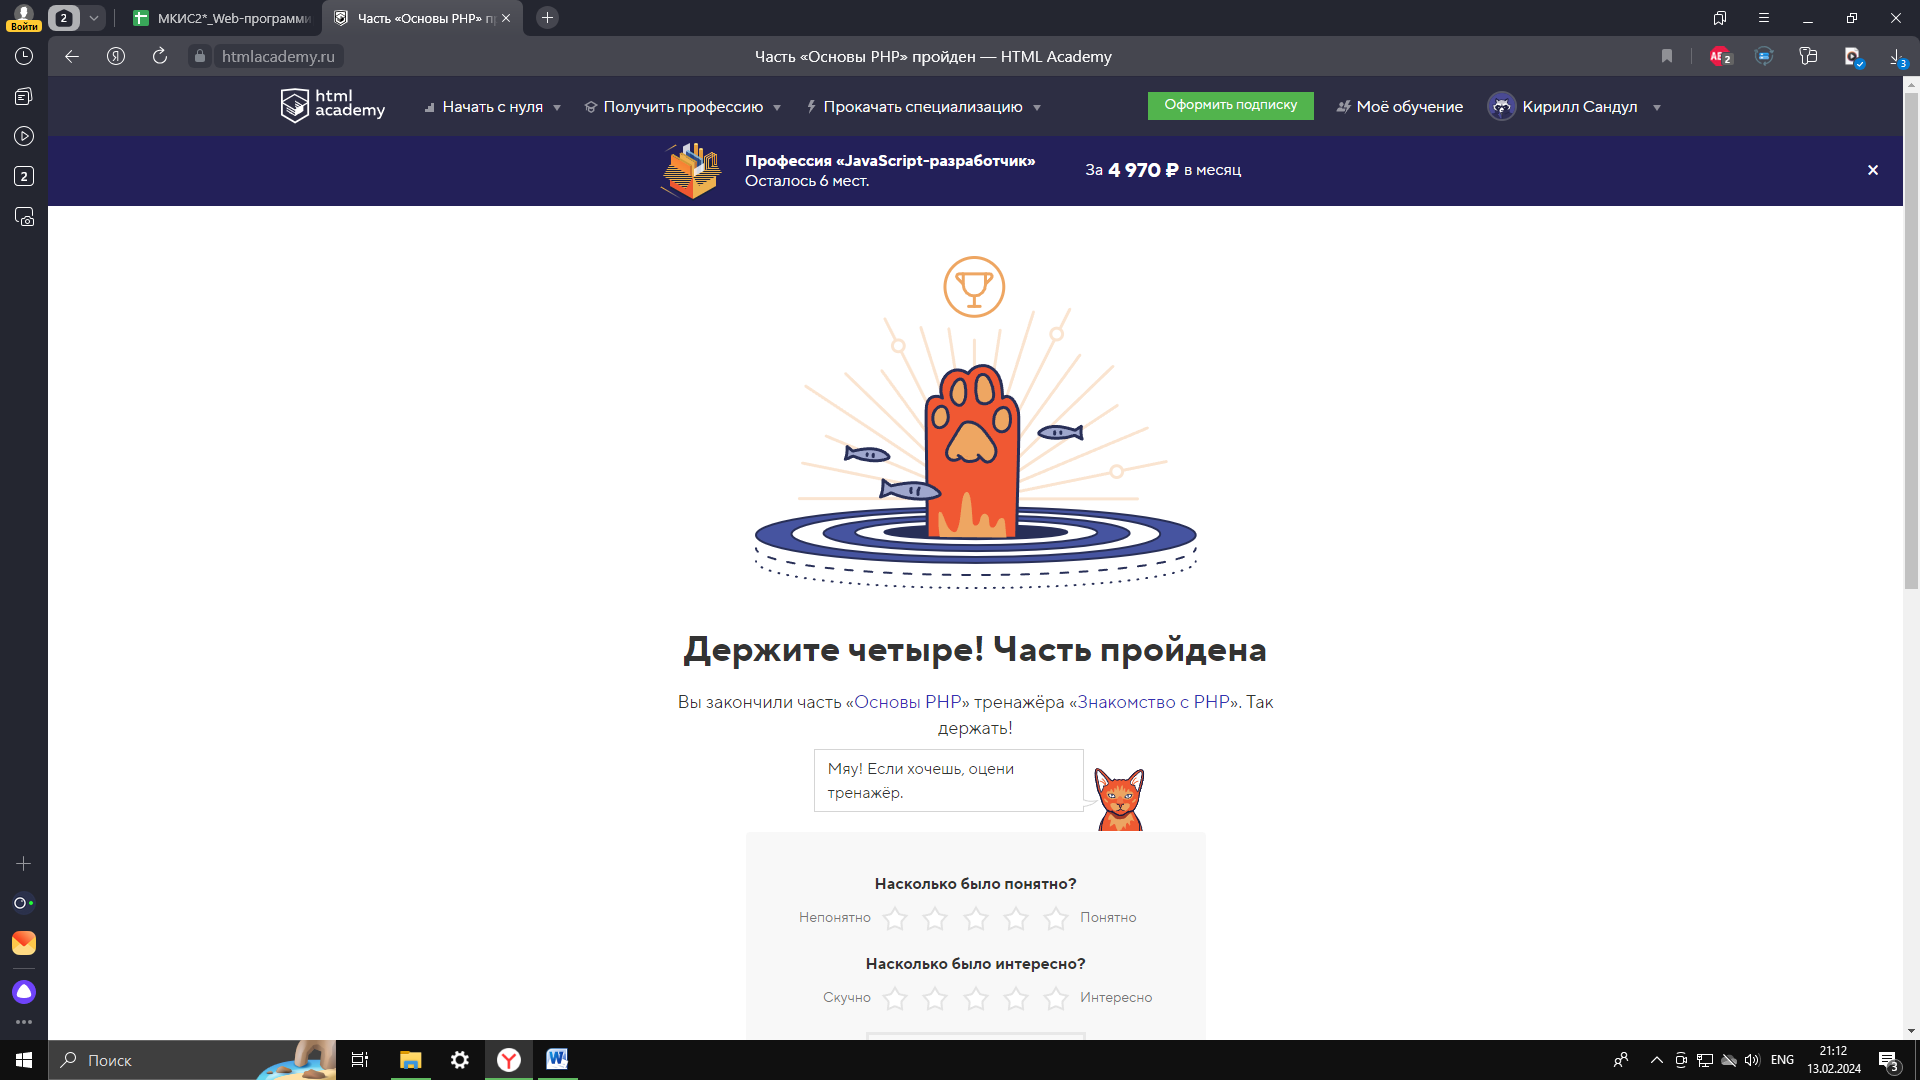 Войти
2
МКИС2*_Web-программи
Часть «Основы PHP» п
htmlacademy.ru
Часть «Основы PHP» пройден — HTML Academy
2
3
html
academy
Начать с нуля
Получить профессию
Прокачать специализацию
Оформить подписку
Моё обучение
Кирилл Сандул
Профессия «JavaScript-разработчик»
Осталось 6 мест.
За 4 970 ₽ в месяц
2
Держите четыре! Часть пройдена
Вы закончили часть «Основы PHP» тренажёра «Знакомство с PHP». Так
держать!
Мяу! Если хочешь, оцени
тренажёр.
Насколько было понятно?
Непонятно
Понятно
Насколько было интересно?
Скучно
Интересно
Поиск
ENG
21:12
13.02.2024
3